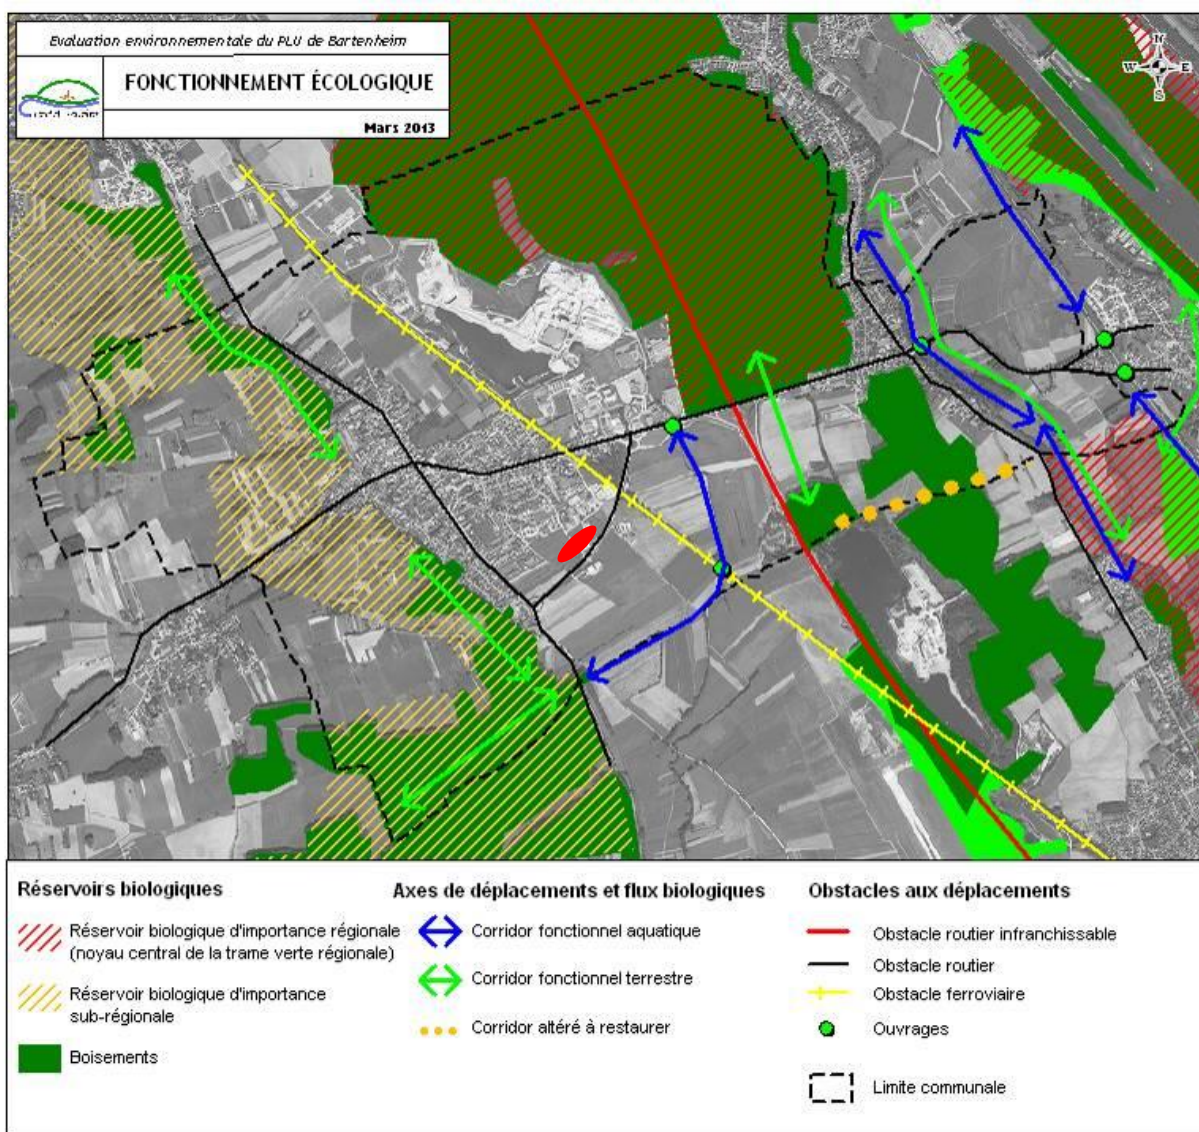 Evaluation environnementale du PLU de Bartenheim
FONCTIONNEMENT ÉCOLOGIQUE
Mars 2013
N
W E
S
Réservoirs biologiques
Réservoir biologique d'importance régionale
(noyau central de la trame verte régionale)
Réservoir biologique d'importance
sub-régionale
Boisements
Axes de déplacements et flux biologiques
Corridor fonctionnel aquatique
Corridor fonctionnel terrestre
Corridor altéré à restaurer
Obstacles aux déplacements
Obstacle routier infranchissable
Obstacle routier
Obstacle ferroviaire
Ouvrages
Limite communale